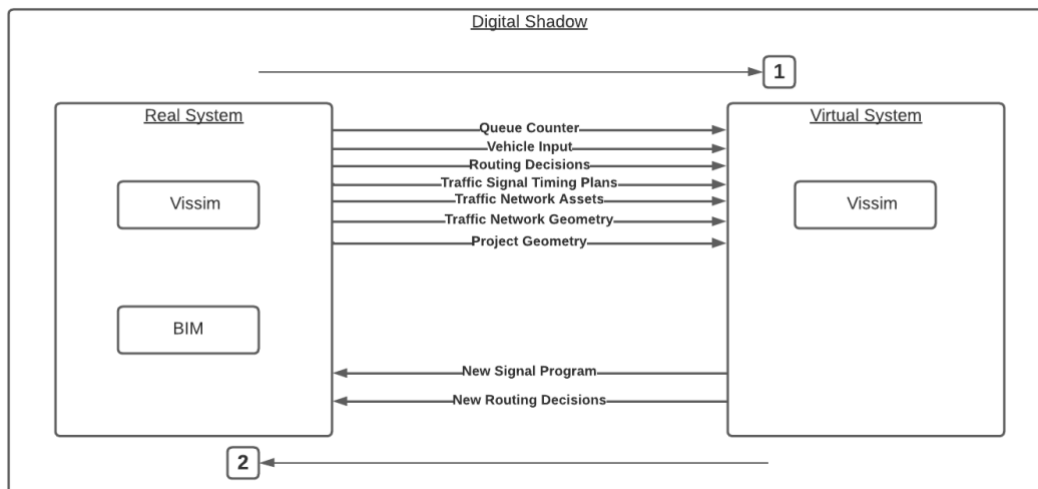 Digital Shadow
1
Real System
Virtual System
Queue Counter
Vehicle Input
Routing Decisions
Traffic Signal Timing Plans
Traffic Network Assets
Traffic Network Geometry
Project Geometry
Vissim
Vissim
BIM
New Signal Program
New Routing Decisions
2